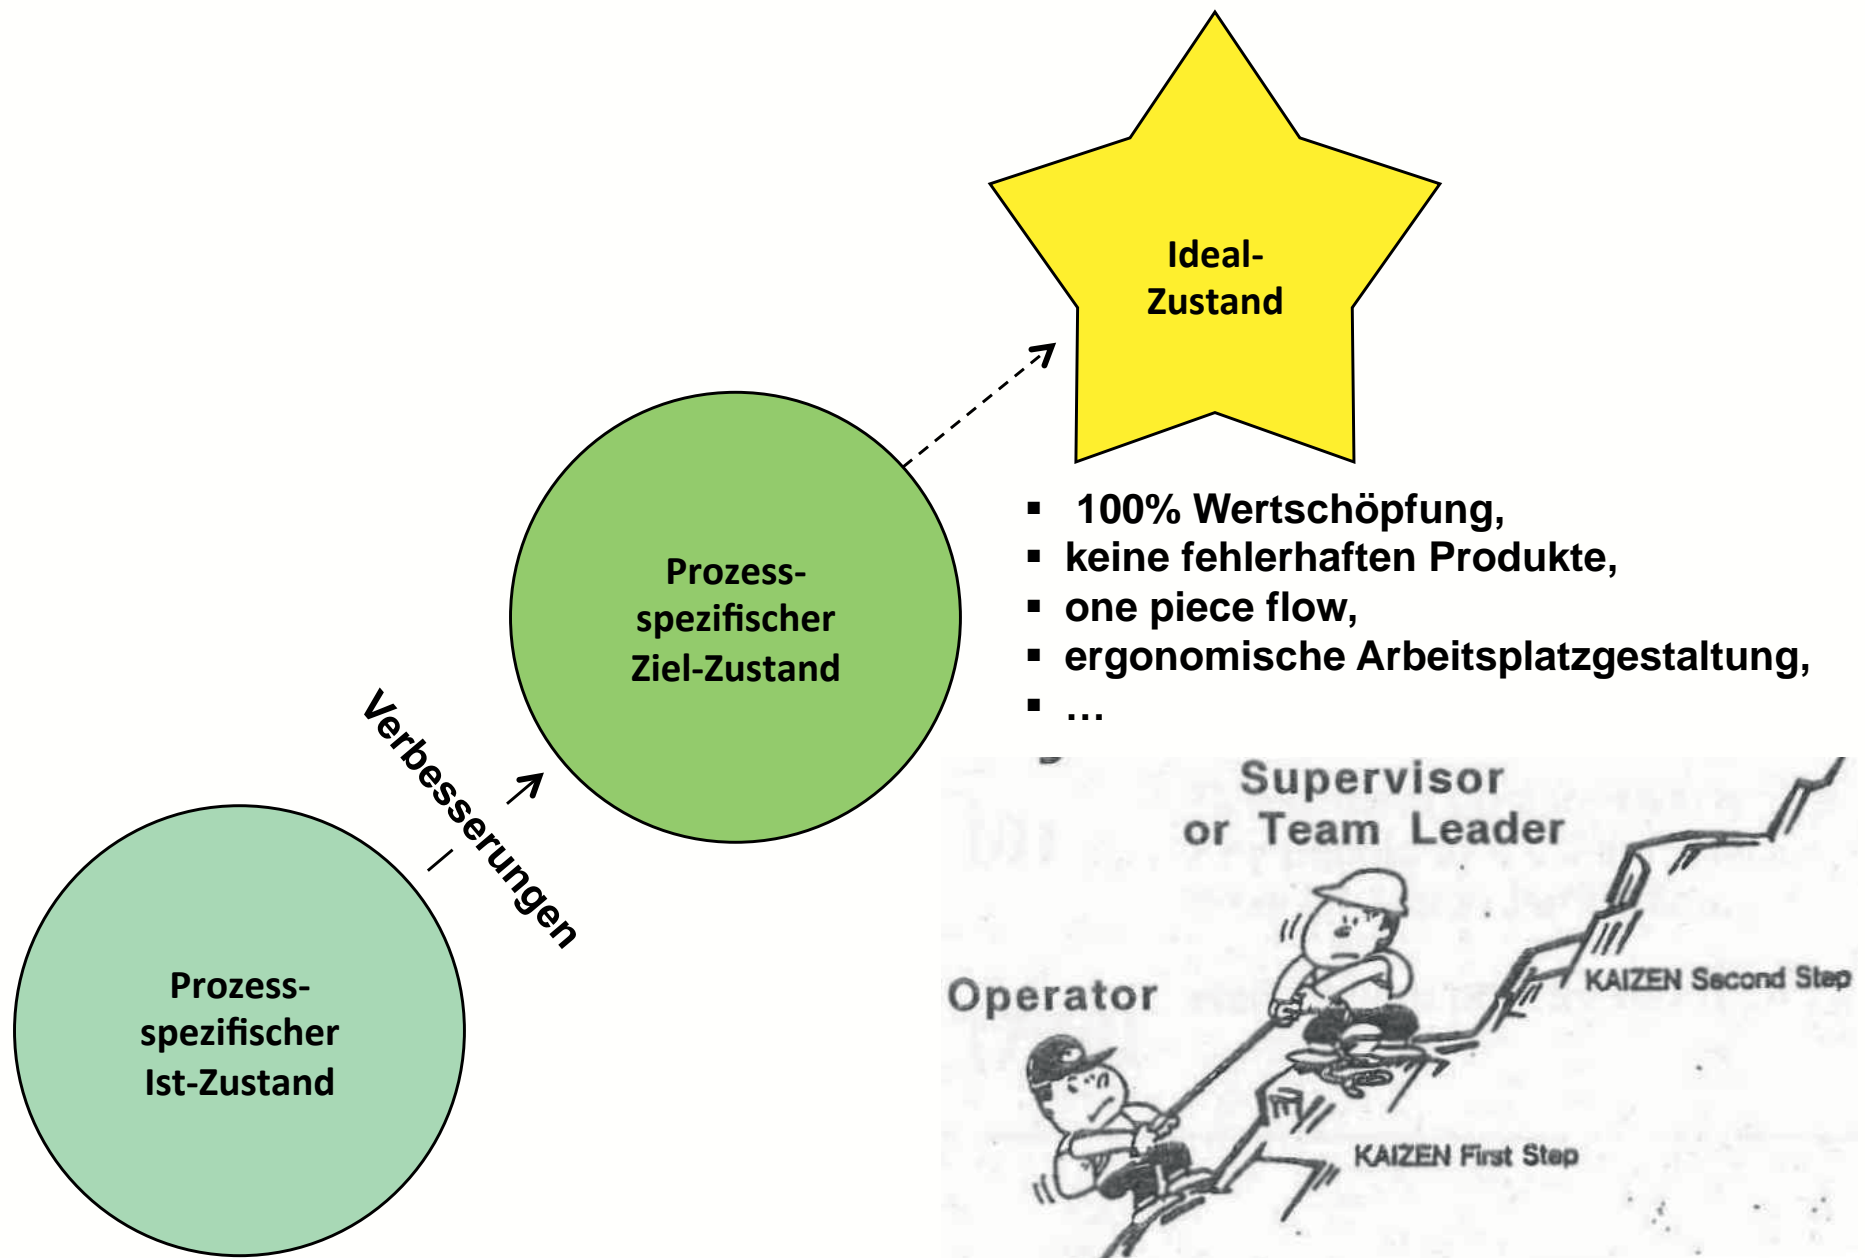 Ideal-
Zustand
Prozess-
spezifischer
Ziel-Zustand
Verbesserungen
Prozess-
spezifischer
Ist-Zustand
▪ 100% Wertschöpfung,
▪ keine fehlerhaften Produkte,
▪ one piece flow,
▪ ergonomische Arbeitsplatzgestaltung,
▪ …
Supervisor
or Team Leader
Operator
KAIZEN Second Step
KAIZEN First Step